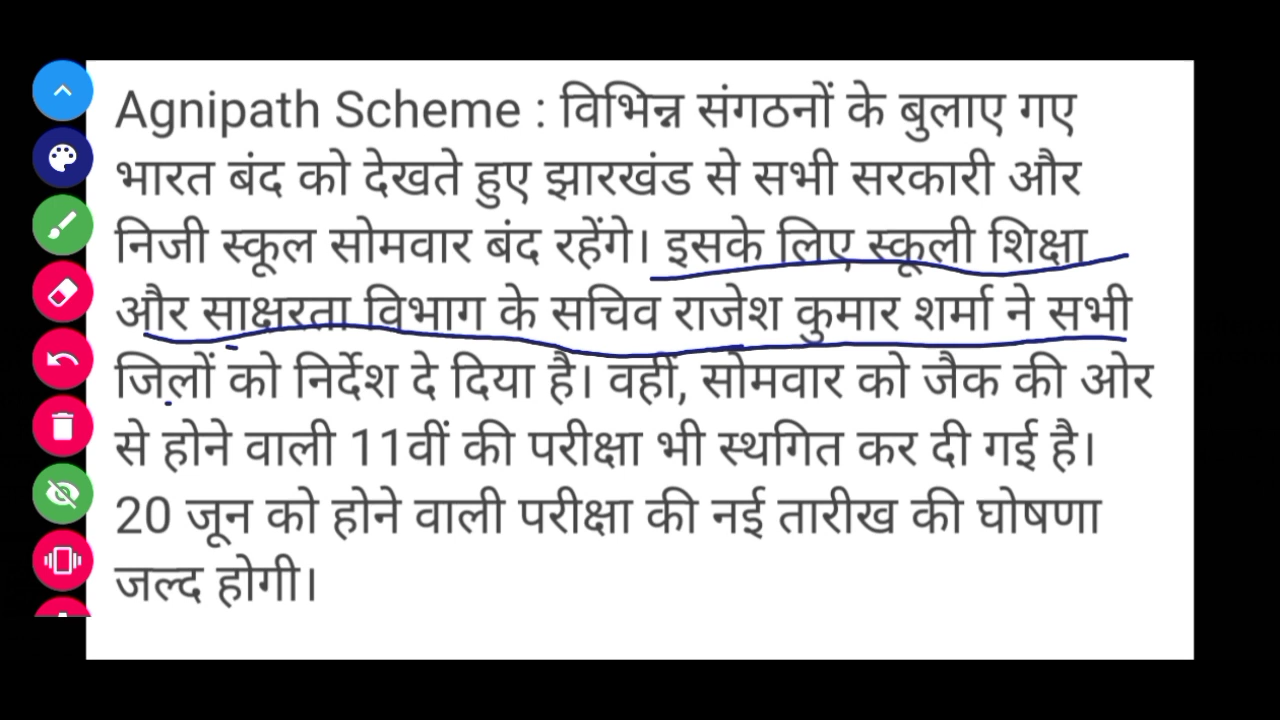 Agnipath Scheme : विभिन्न संगठनों के बुलाए गए
भारत बंद को देखते हुए झारखंड से सभी सरकारी और
निजी स्कूल सोमवार बंद रहेंगे। इसके लिए स्कूली शिक्षा
और साक्षरता विभाग के सचिव राजेश कुमार शर्मा ने सभी
जिलों को निर्देश दे दिया है। वहीं, सोमवार को जैक की ओर
से होने वाली 11वीं की परीक्षा भी स्थगित कर दी गई है।
20 जून को होने वाली परीक्षा की नई तारीख की घोषणा
जल्द होगी।